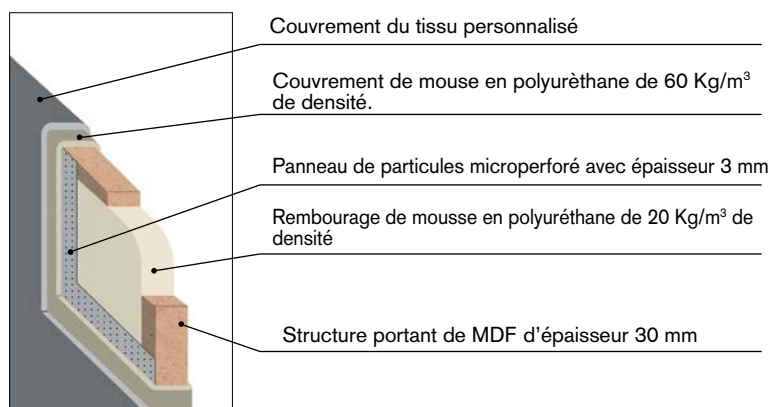 Couvrement du tissu personnalisé
Couvrement de mouse en polyurèthane de 60 Kg/m³
de densité.
Panneau de particules microperforé avec épaisseur 3 mm
Rembourage de mousse en polyuréthane de 20 Kg/m³ de
densité
Structure portant de MDF d’épaisseur 30 mm